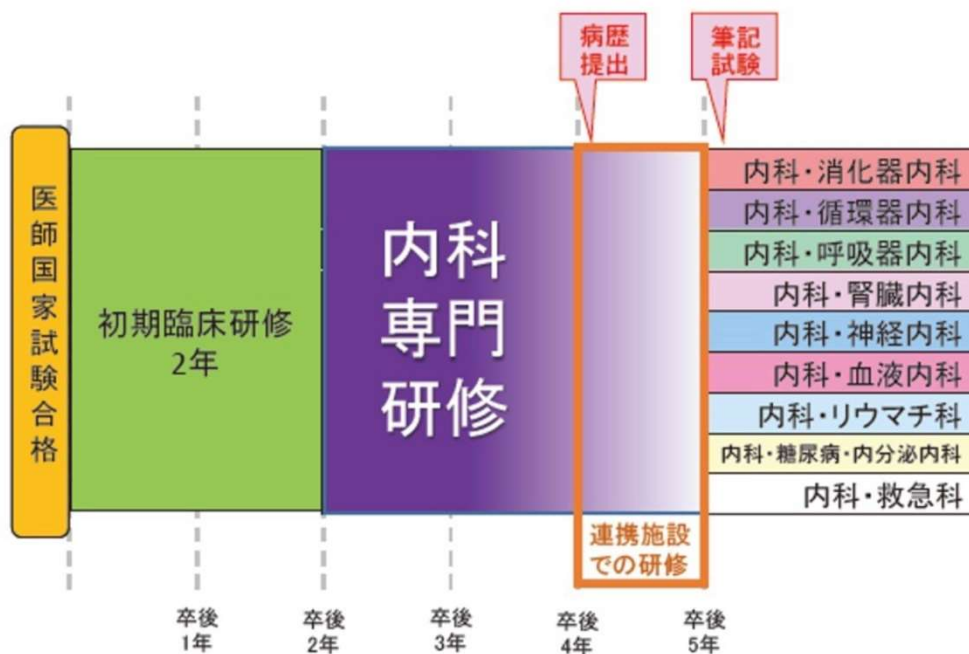 病歴
提出
筆記
試験
医師国家試験合格
初期臨床研修
2年
内科
専門
研修
内科・消化器内科
内科・循環器内科
内科・呼吸器内科
内科・腎臓内科
内科・神経内科
内科・血液内科
内科・リウマチ科
内科・糖尿病・内分泌内科
内科・救急科
連携施設
での研修
卒後
1年
卒後
2年
卒後
3年
卒後
4年
卒後
5年